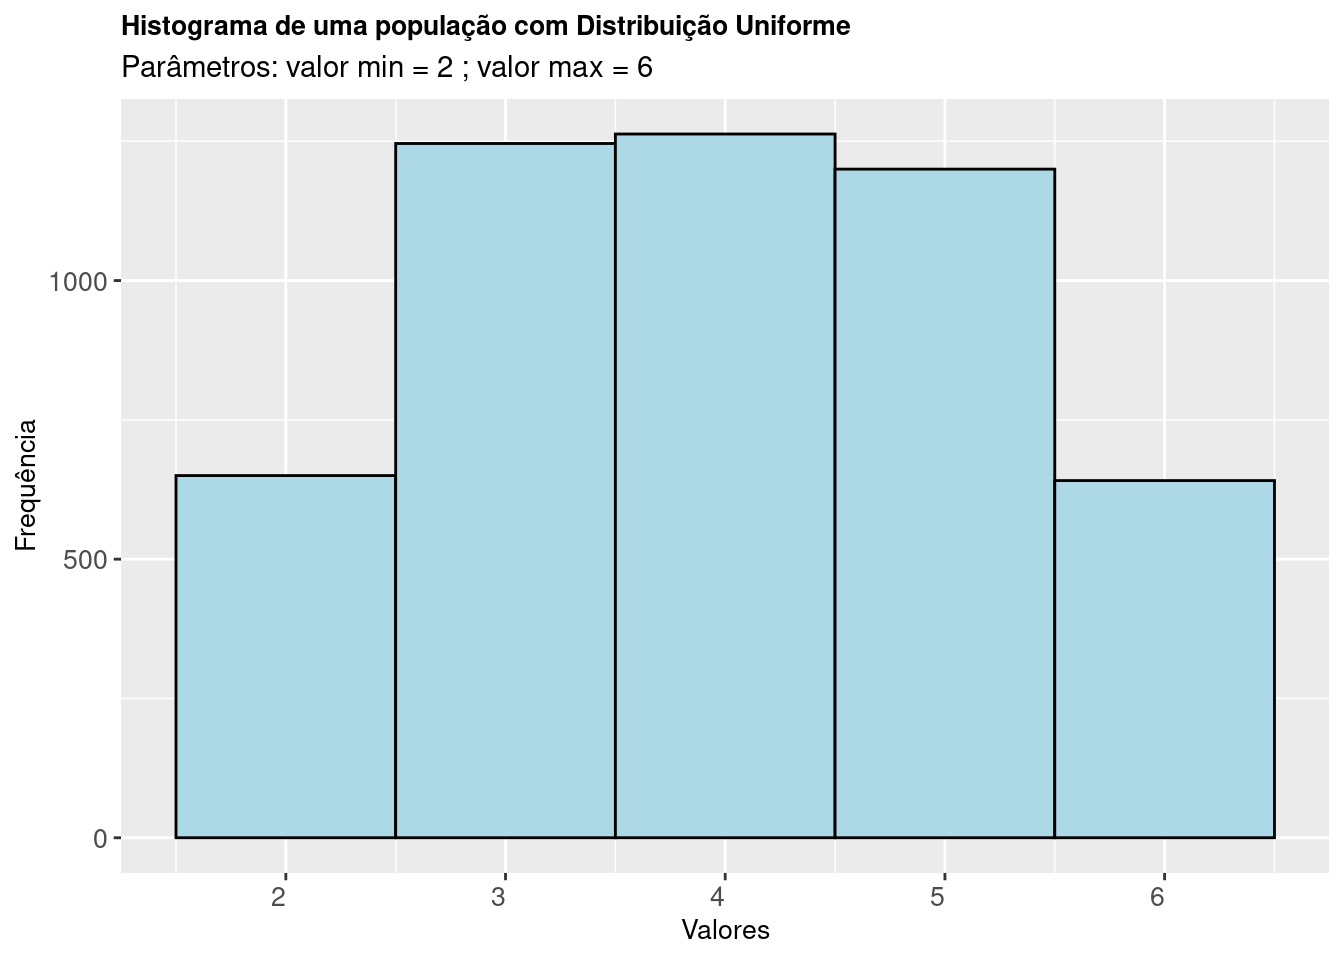 Histograma de uma população com Distribuição Uniforme
Parâmetros: valor min = 2 ; valor max = 6
Frequência
1000
500
0
2 3 4 5 6
Valores